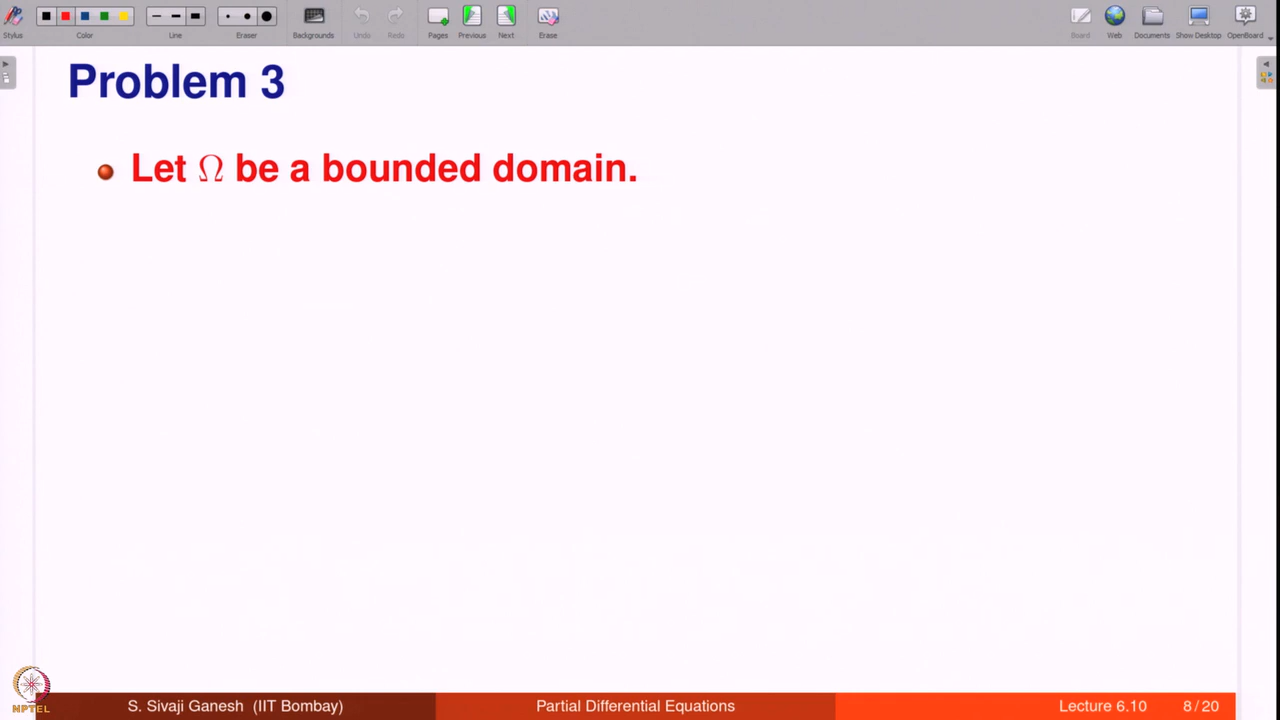 Stylus Color Line Eraser Backgrounds Undo Redo Pages Previous Next Erase Board Web Documents Show Desktop OpenBoard
Problem 3
Let Ω be a bounded domain.
NPTEL
S. Sivaji Ganesh (IIT Bombay) Partial Differential Equations Lecture 6.10 8/20